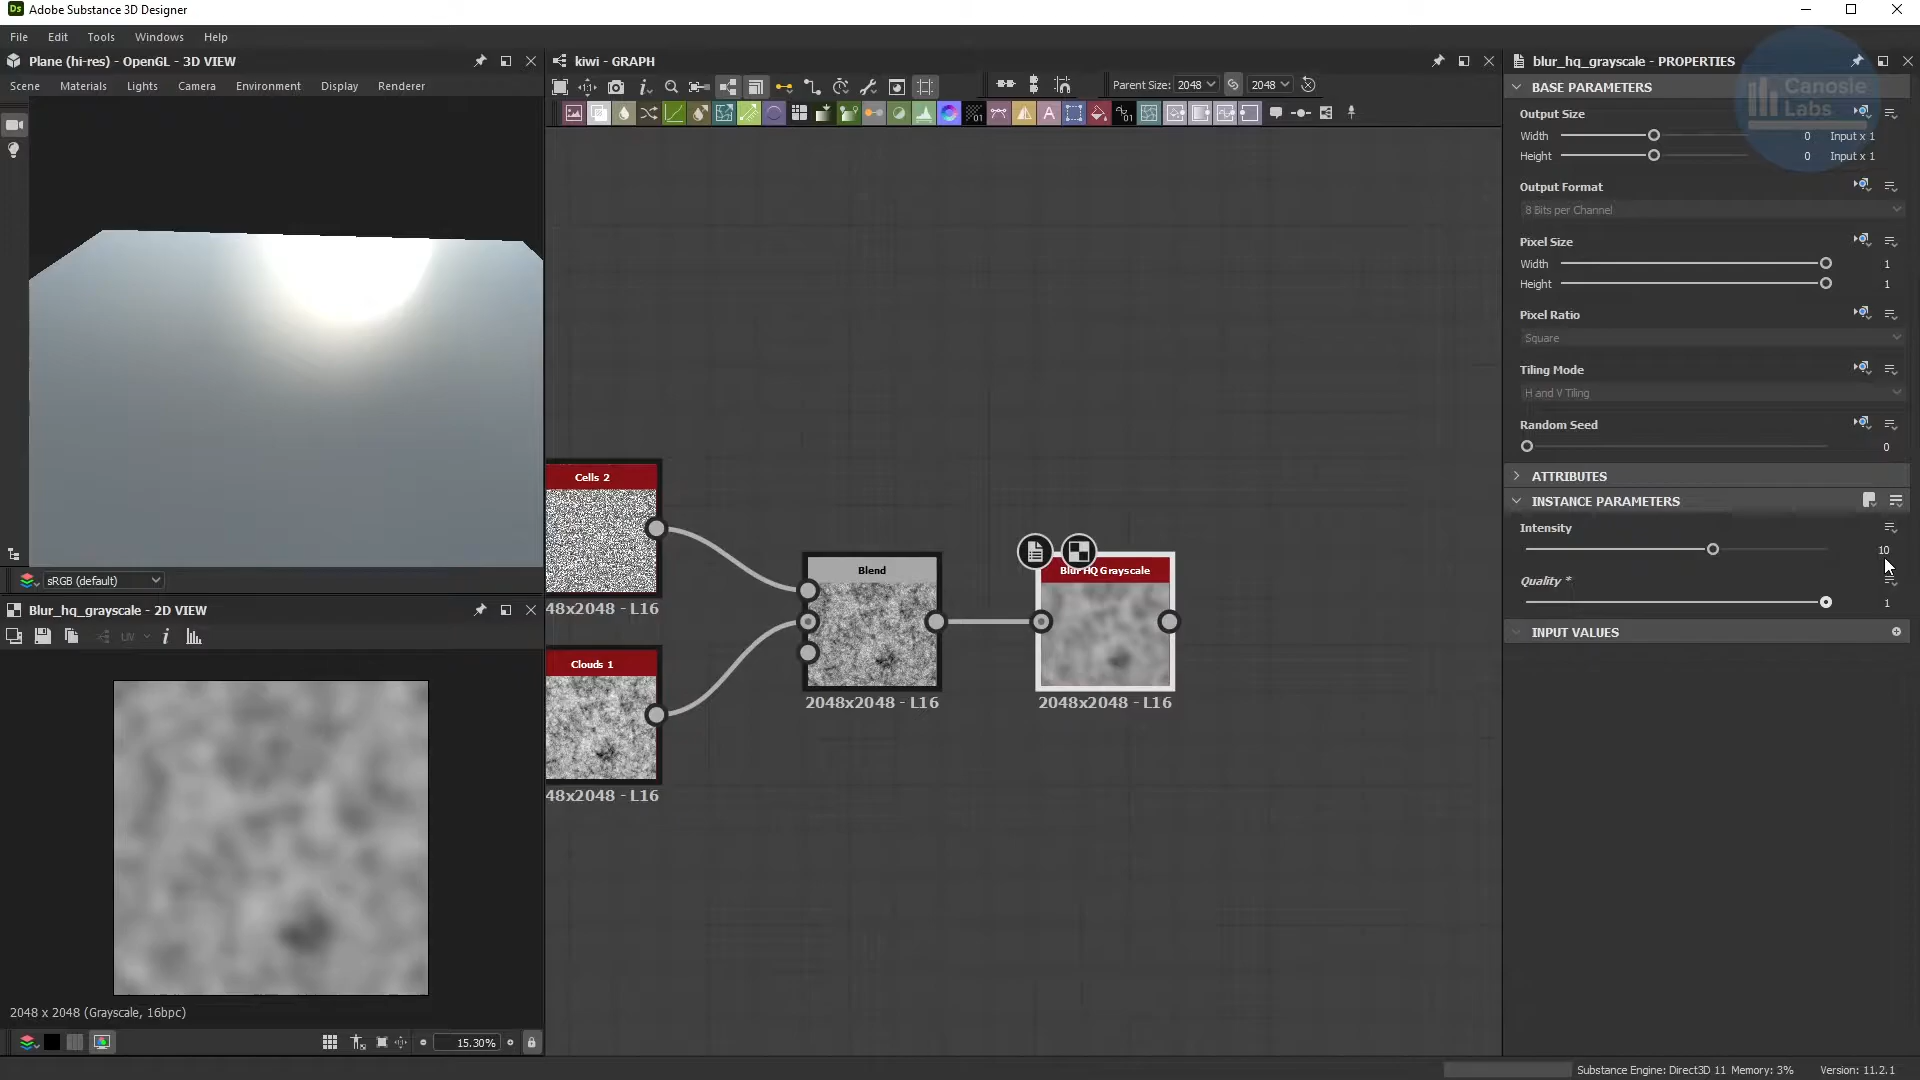 Ds Adobe Substance 3D Designer
File Edit Tools Windows Help
Plane (hi-res) - OpenGL - 3D VIEW
Scene Materials Lights Camera Environment Display Renderer
sRGB (default)
Blur_hq_grayscale - 2D VIEW
UV
2048 x 2048 (Grayscale, 16bpc)
15.30%
kiwi - GRAPH
Parent Size: 2048 2048
Cells 2
48x2048 - L16
Clouds 1
48x2048 - L16
Blend
2048x2048 - L16
Blur HQ Grayscale
2048x2048 - L16
blur_hq_grayscale - PROPERTIES
Canosle
Labs
BASE PARAMETERS
Output Size
Width 0 Input x 1
Height 0 Input x 1
Output Format
8 Bits per Channel
Pixel Size
Width 1
Height 1
Pixel Ratio
Square
Tiling Mode
H and V Tiling
Random Seed
0
ATTRIBUTES
INSTANCE PARAMETERS
Intensity
10
Quality *
1
INPUT VALUES
Substance Engine: Direct3D 11 Memory: 3% Version: 11.2.1